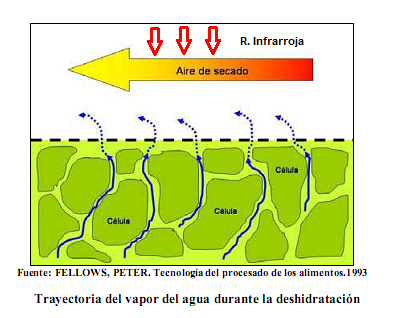 R. Infrarroja
Aire de secado
Célula
Célula
Célula
Fuente: FELLOWS, PETER. Tecnología del procesado de los alimentos.1993
Trayectoria del vapor del agua durante la deshidratación